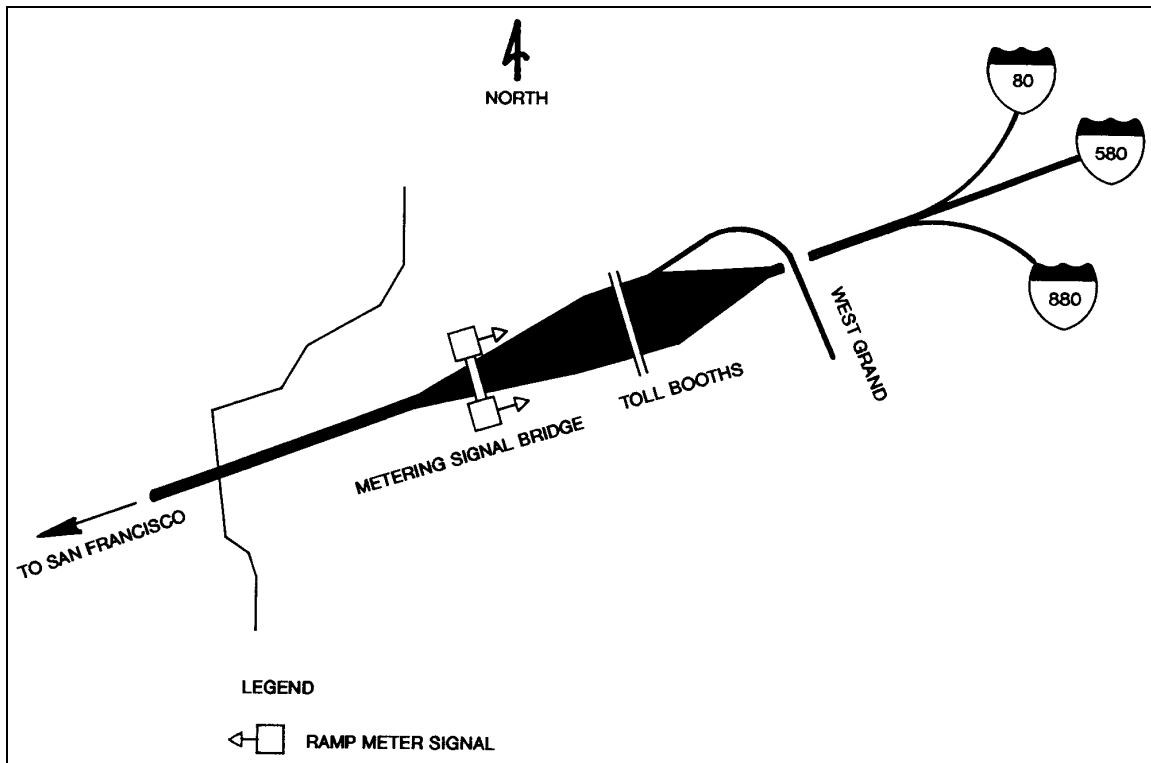 NORTH
80
580
880
WEST GRAND
TOLL BOOTHS
METERING SIGNAL BRIDGE
TO SAN FRANCISCO
LEGEND
RAMP METER SIGNAL